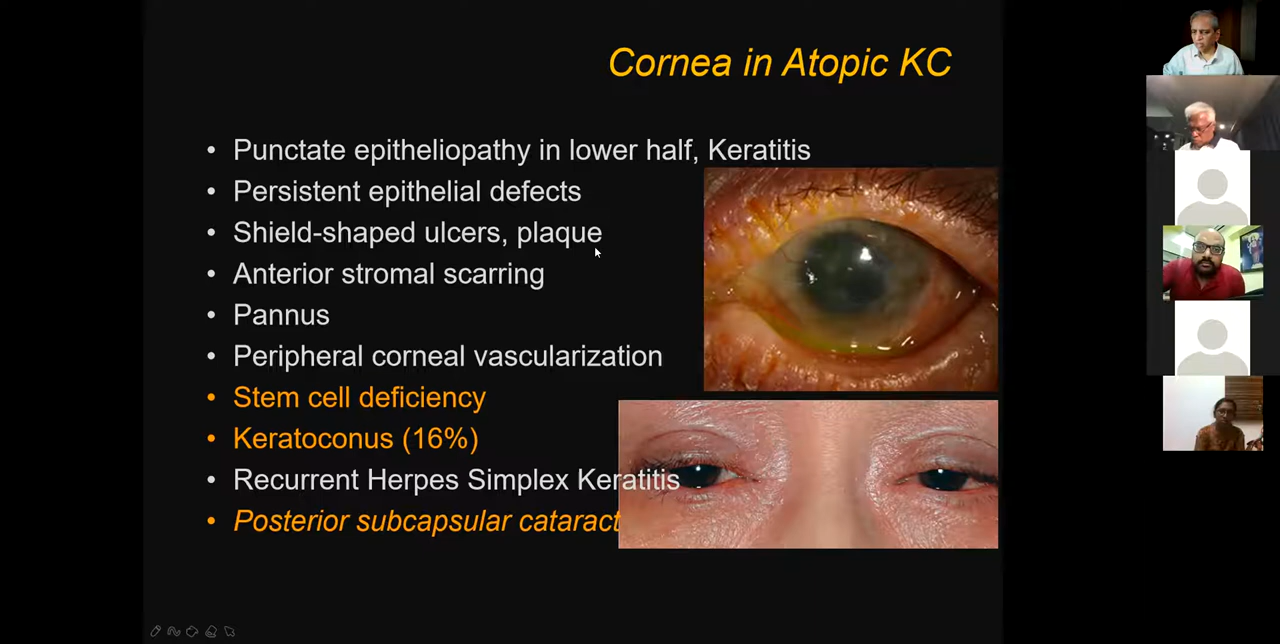 Cornea in Atopic KC
• Punctate epitheliopathy in lower half, Keratitis
• Persistent epithelial defects
• Shield-shaped ulcers, plaque
• Anterior stromal scarring
• Pannus
• Peripheral corneal vascularization
• Stem cell deficiency
• Keratoconus (16%)
• Recurrent Herpes Simplex Keratitis
• Posterior subcapsular cataract